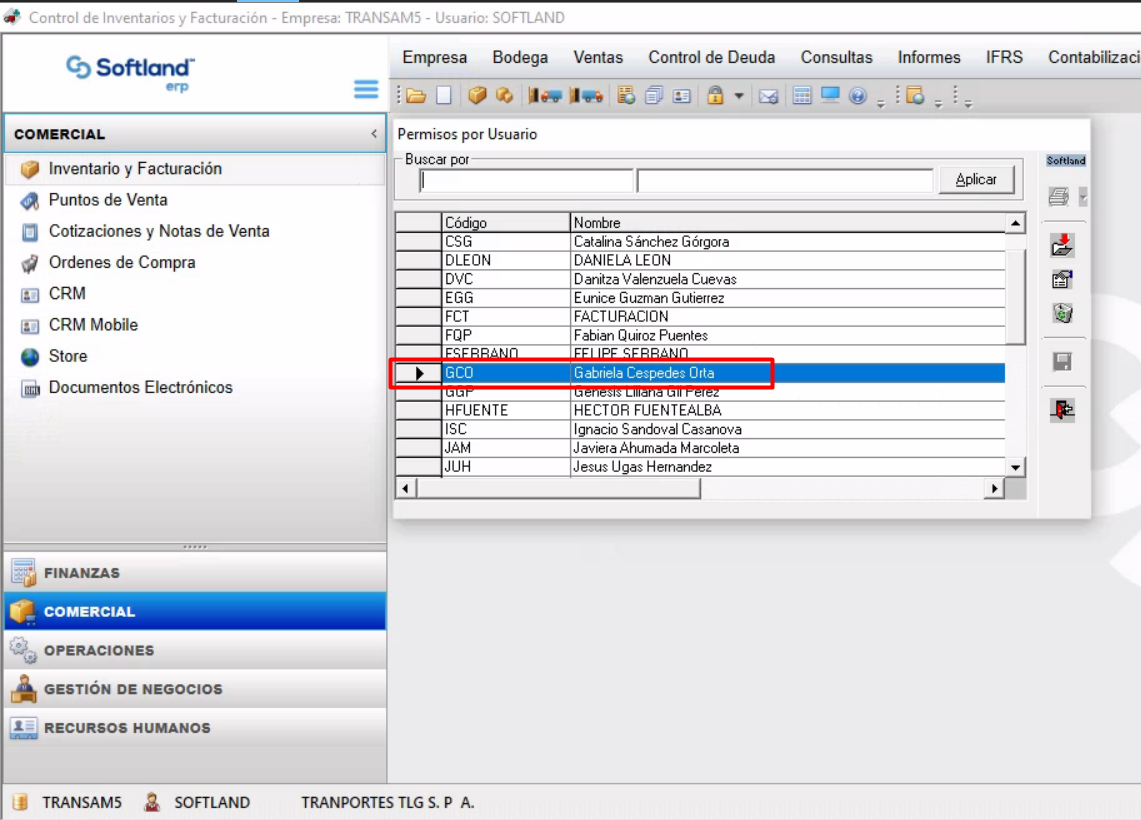 Control de Inventarios y Facturación - Empresa: TRANSAM5 - Usuario: SOFTLAND
Softland™
erp
Empresa Bodega Ventas Control de Deuda Consultas Informes IFRS Contabilizaci
COMERCIAL
Inventario y Facturación
Puntos de Venta
Cotizaciones y Notas de Venta
Ordenes de Compra
CRM
CRM Mobile
Store
Documentos Electrónicos
FINANZAS
COMERCIAL
OPERACIONES
GESTIÓN DE NEGOCIOS
RECURSOS HUMANOS
Permisos por Usuario
Buscar por
Aplicar
Softland
Código Nombre
CSG Catalina Sánchez Górgora
DLEON DANIELA LEON
DVC Danitza Valenzuela Cuevas
EGG Eunice Guzman Gutierrez
FCT FACTURACION
FQP Fabian Quiroz Puentes
FSERRANO FELIPE SERRANO
GCO Gabriela Cespedes Orta
GGP Genesis Liliana Gil Perez
HFUENTE HECTOR FUENTEALBA
ISC Ignacio Sandoval Casanova
JAM Javiera Ahumada Marcoleta
JUH Jesus Ugas Hernandez
TRANSAM5 SOFTLAND TRANPORTES TLG S. P A.